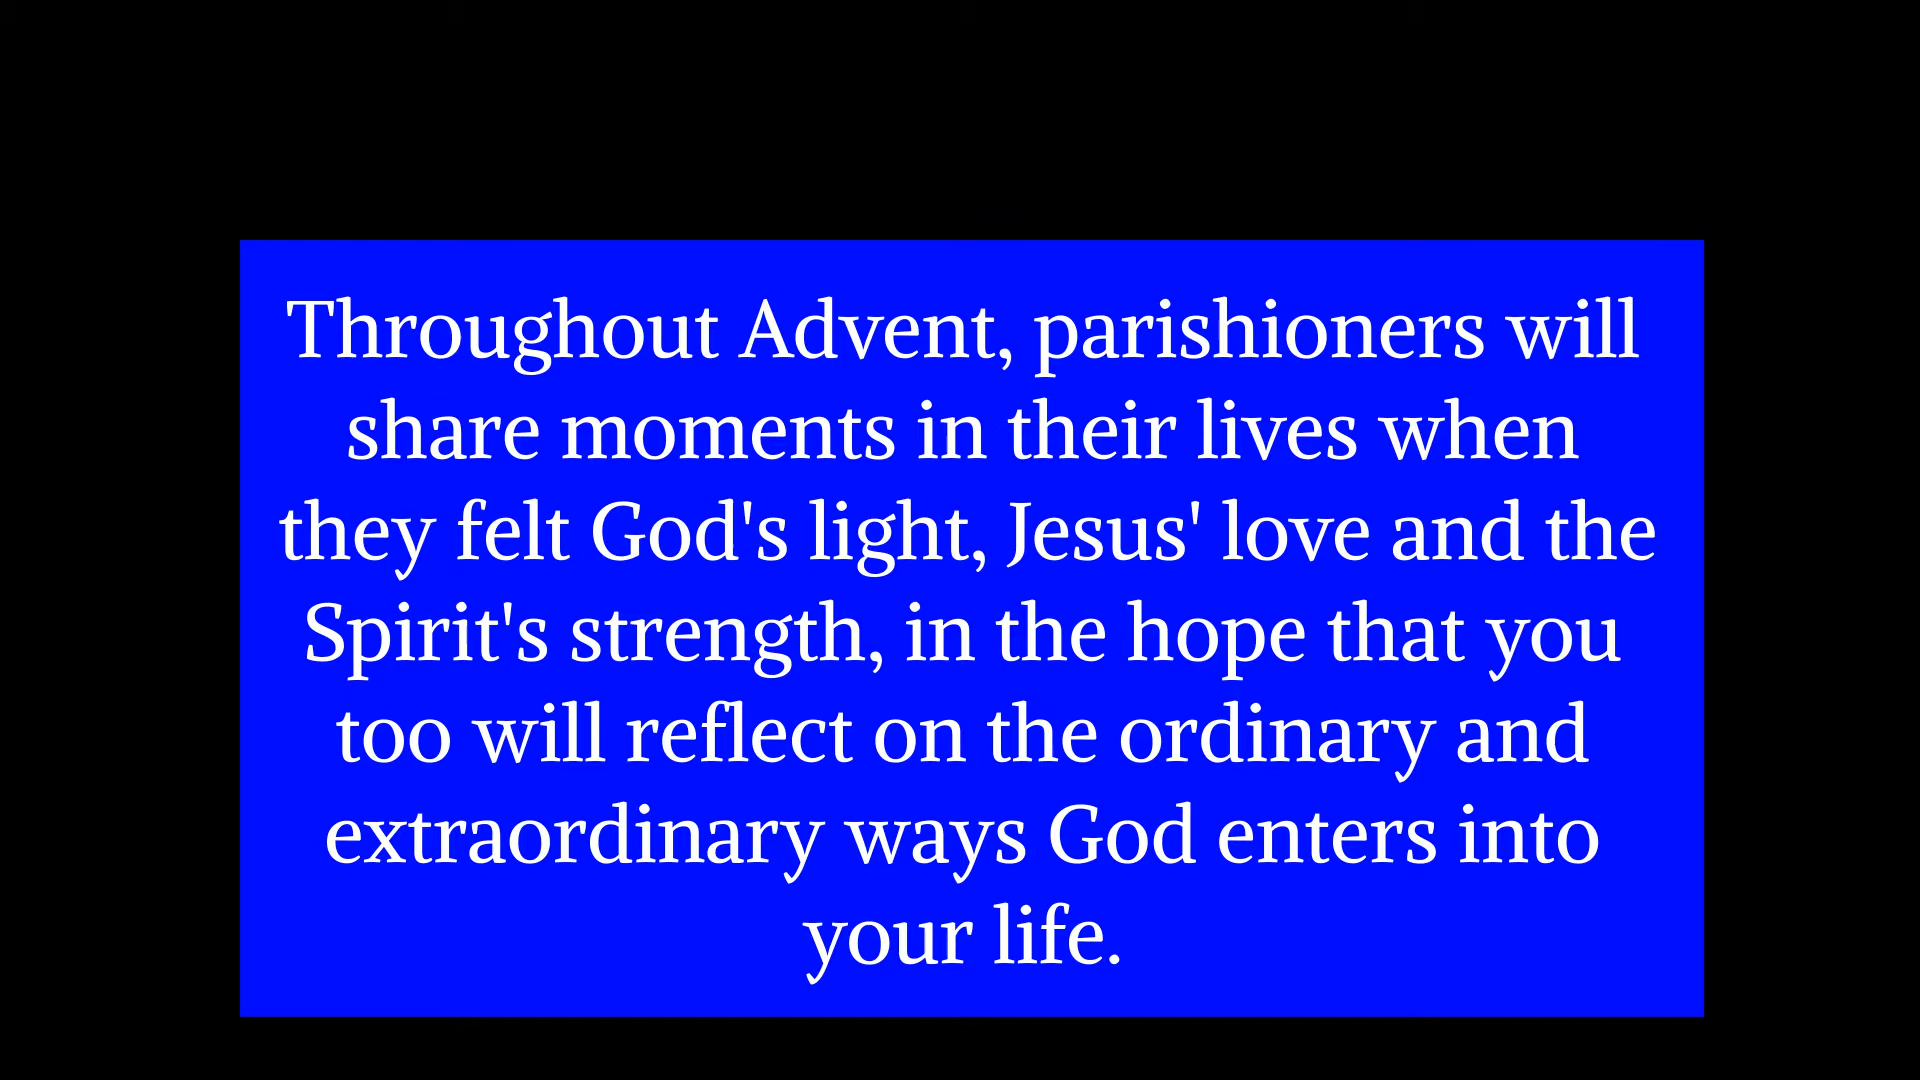 Throughout Advent, parishioners will
share moments in their lives when
they felt God's light, Jesus' love and the
Spirit's strength, in the hope that you
too will reflect on the ordinary and
extraordinary ways God enters into
your life.